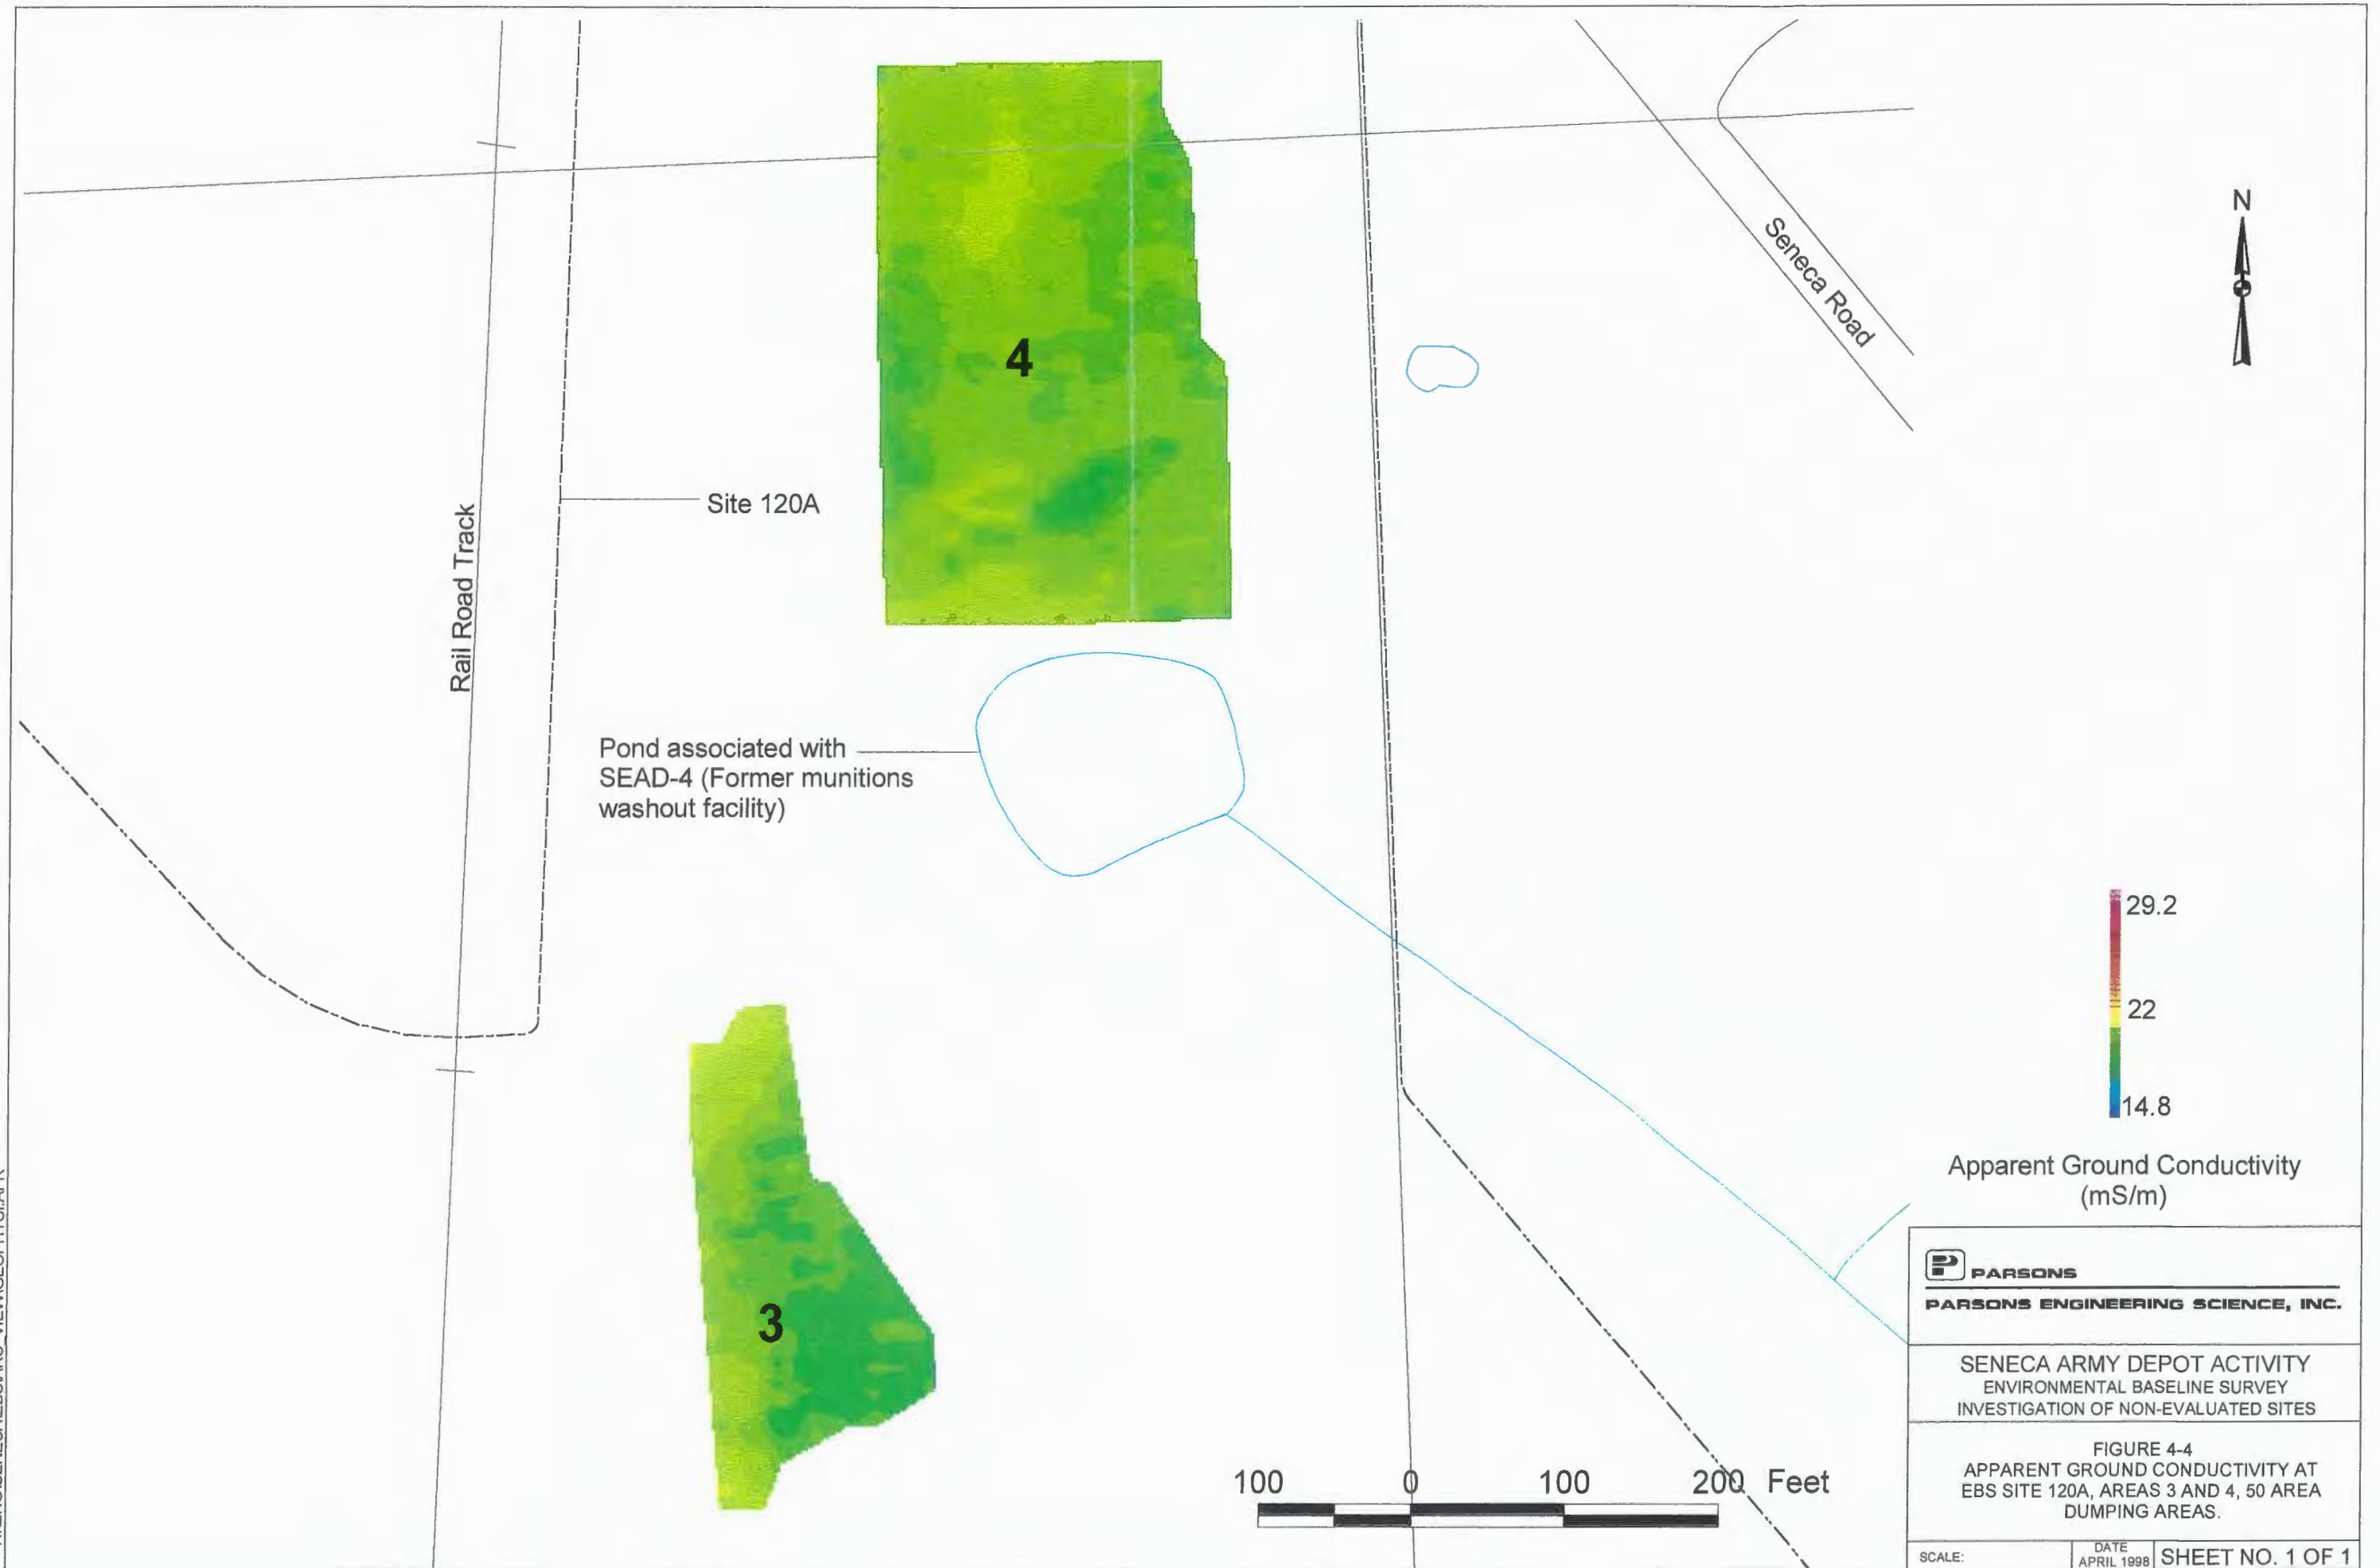 N
4
Seneca Road
Site 120A
Rail Road Track
Pond associated with
SEAD-4 (Former munitions
washout facility)
3
29.2
22
14.8
Apparent Ground Conductivity
(mS/m)
100 0 100 200 Feet
P PARSONS
PARSONS ENGINEERING SCIENCE, INC.
SENECA ARMY DEPOT ACTIVITY
ENVIRONMENTAL BASELINE SURVEY
INVESTIGATION OF NON-EVALUATED SITES
FIGURE 4-4
APPARENT GROUND CONDUCTIVITY AT
EBS SITE 120A, AREAS 3 AND 4, 50 AREA
DUMPING AREAS.
SCALE:
DATE
APRIL 1998
SHEET NO. 1 OF 1